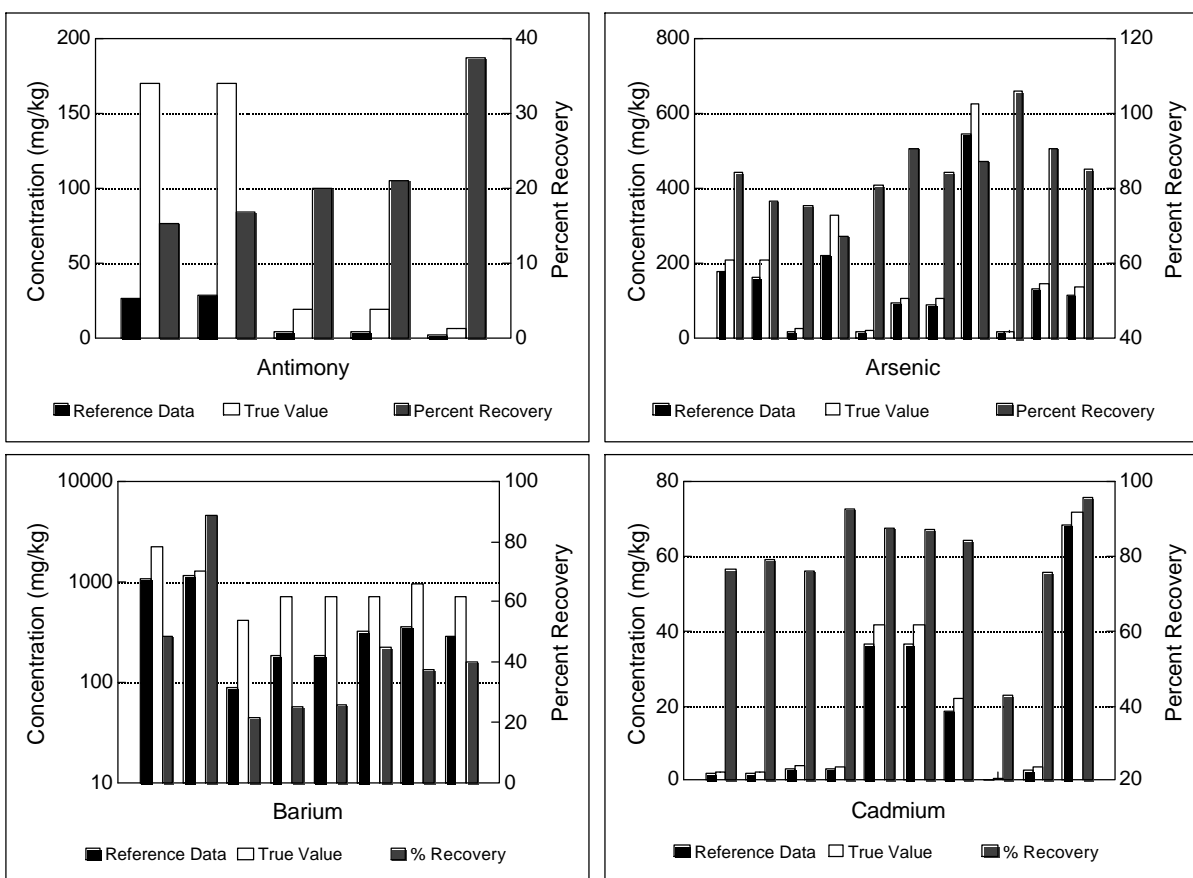 200
150
100
50
0
Concentration (mg/kg)
40
30
20
10
0
Percent Recovery
Antimony
Reference Data True Value Percent Recovery
800
600
400
200
0
Concentration (mg/kg)
120
100
80
60
40
Percent Recovery
Arsenic
Reference Data True Value Percent Recovery
10000
1000
100
10
Concentration (mg/kg)
100
80
60
40
20
0
Percent Recovery
Barium
Reference Data True Value % Recovery
80
60
40
20
0
Concentration (mg/kg)
100
80
60
40
20
Percent Recovery
Cadmium
Reference Data True Value % Recovery